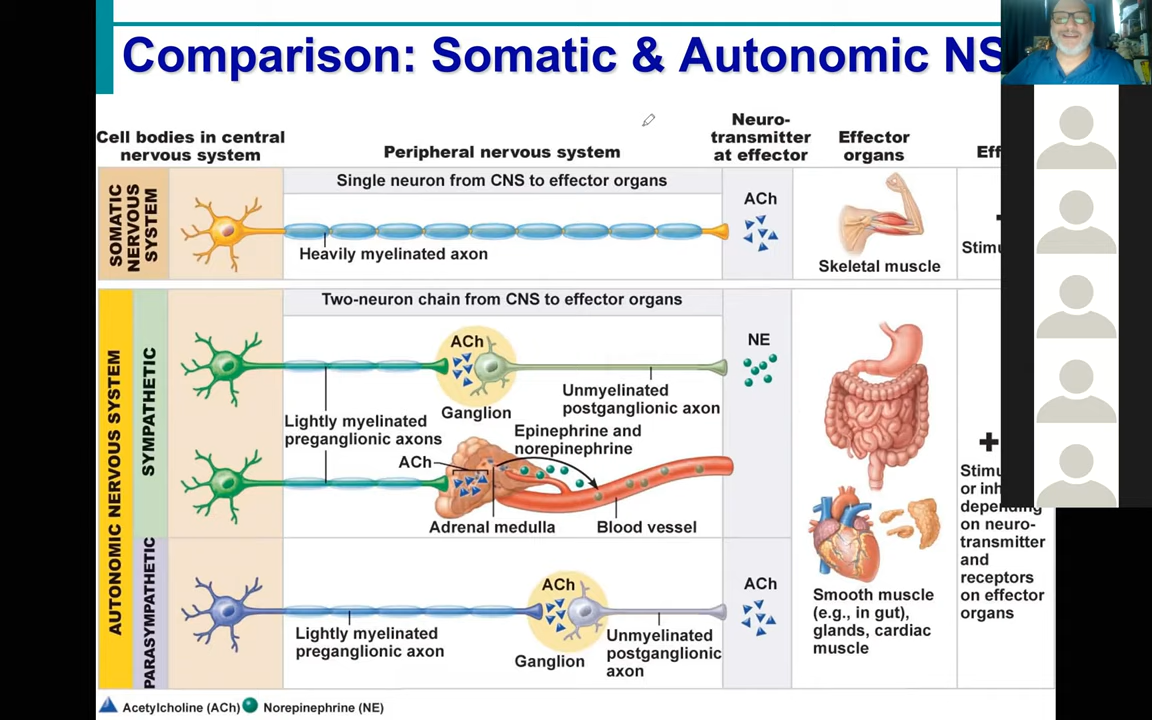 Comparison: Somatic & Autonomic NS
Cell bodies in central
nervous system
Peripheral nervous system
Neuro-
transmitter
at effector
Effector
organs
Eff
SOMATIC
NERVOUS
SYSTEM
Single neuron from CNS to effector organs
Heavily myelinated axon
ACh
Skeletal muscle
+
Stimu
AUTONOMIC NERVOUS SYSTEM
SYMPATHETIC
Two-neuron chain from CNS to effector organs
ACh
Ganglion
Lightly myelinated
preganglionic axons
Unmyelinated
postganglionic axon
NE
Epinephrine and
norepinephrine
ACh
Adrenal medulla
Blood vessel
PARASYMPATHETIC
Lightly myelinated
preganglionic axon
ACh
Ganglion
Unmyelinated
postganglionic
axon
ACh
Smooth muscle
(e.g., in gut),
glands, cardiac
muscle
+
Stimu
or inh
depending
on neuro-
transmitter
and
receptors
on effector
organs
Acetylcholine (ACh)
Norepinephrine (NE)